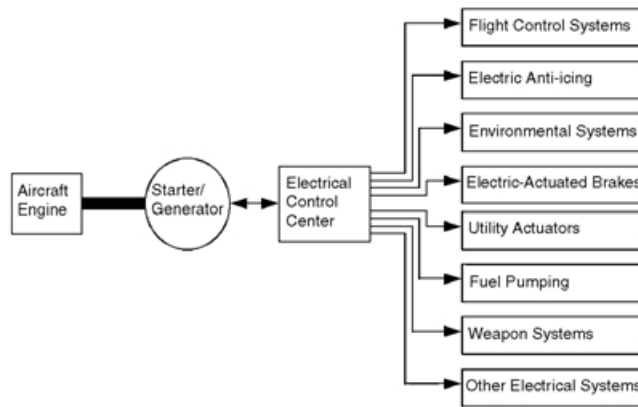 Flight Control Systems
Electric Anti-icing
Environmental Systems
Aircraft
Engine
Starter/
Generator
Electrical
Control
Center
Electric-Actuated Brakes
Utility Actuators
Fuel Pumping
Weapon Systems
Other Electrical Systems